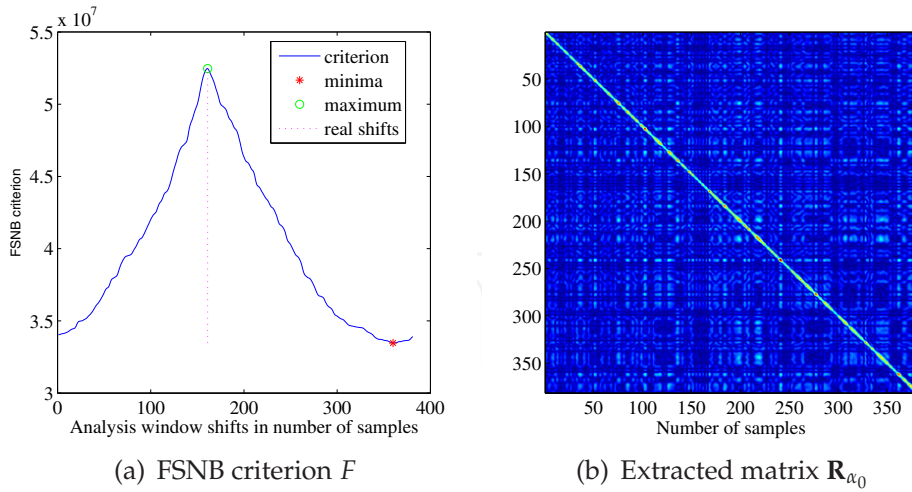 x 10⁷
5.5
5
4.5
4
3.5
3
FSNB criterion
criterion
minima
maximum
real shifts
0 100 200 300 400
Analysis window shifts in number of samples
(a) FSNB criterion F
50
100
150
200
250
300
350
50 100 150 200 250 300 350
Number of samples
(b) Extracted matrix R_α₀